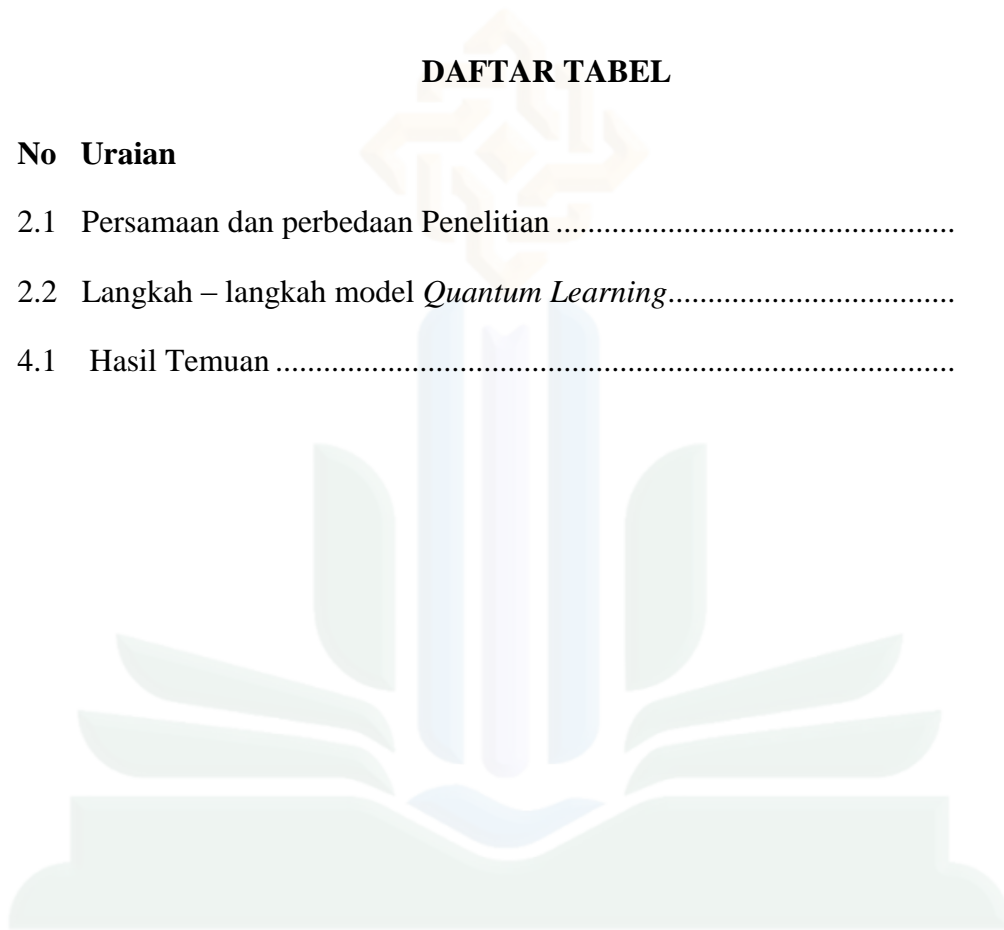 DAFTAR TABEL
No Uraian
2.1 Persamaan dan perbedaan Penelitian ..................................................
2.2 Langkah – langkah model Quantum Learning....................................
4.1 Hasil Temuan .....................................................................................